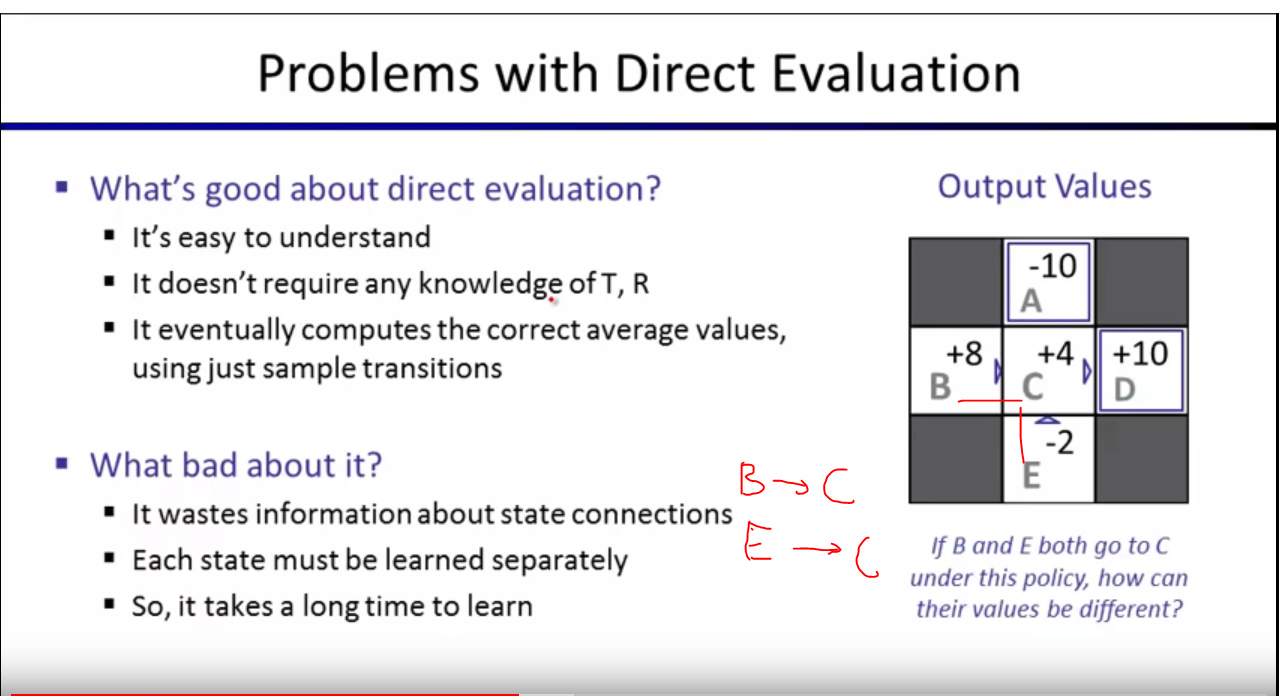 Problems with Direct Evaluation
▪ What’s good about direct evaluation?
▪ It’s easy to understand
▪ It doesn’t require any knowledge of T, R
▪ It eventually computes the correct average values,
using just sample transitions
▪ What bad about it?
▪ It wastes information about state connections
▪ Each state must be learned separately
▪ So, it takes a long time to learn
B → C
E → C
Output Values
-10
A
+8
B
+4
C
+10
D
-2
E
If B and E both go to C
under this policy, how can
their values be different?